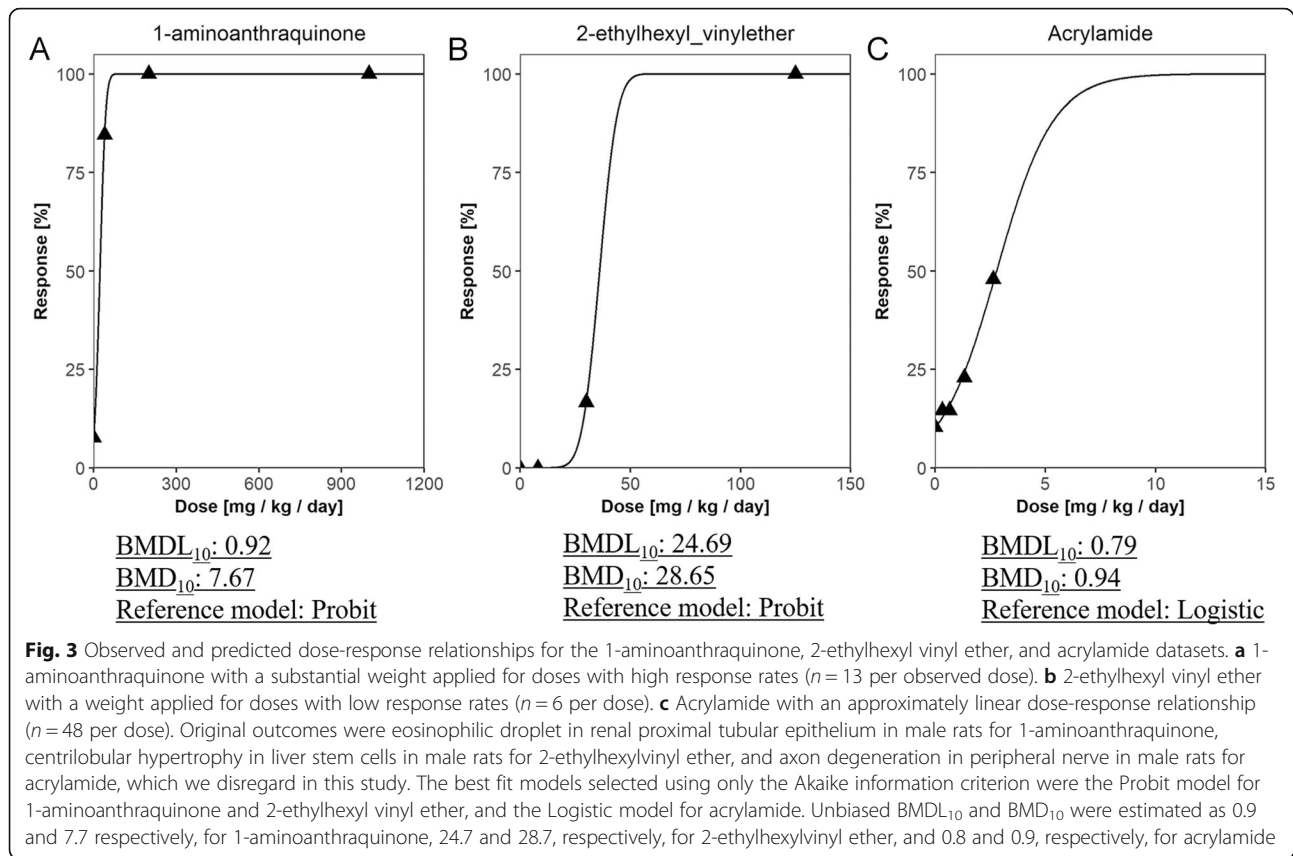 A
1-aminoanthraquinone
Response [%]
100
75
50
25
0
0 300 600 900 1200
Dose [mg / kg / day]
BMDL10: 0.92
BMD10: 7.67
Reference model: Probit
B
2-ethylhexyl_vinylether
Response [%]
100
75
50
25
0
0 50 100 150
Dose [mg / kg / day]
BMDL10: 24.69
BMD10: 28.65
Reference model: Probit
C
Acrylamide
Response [%]
100
75
50
25
0
0 5 10 15
Dose [mg / kg / day]
BMDL10: 0.79
BMD10: 0.94
Reference model: Logistic
Fig. 3 Observed and predicted dose-response relationships for the 1-aminoanthraquinone, 2-ethylhexyl vinyl ether, and acrylamide datasets. a 1-
aminoanthraquinone with a substantial weight applied for doses with high response rates (n = 13 per observed dose). b 2-ethylhexyl vinyl ether
with a weight applied for doses with low response rates (n = 6 per dose). c Acrylamide with an approximately linear dose-response relationship
(n = 48 per dose). Original outcomes were eosinophilic droplet in renal proximal tubular epithelium in male rats for 1-aminoanthraquinone,
centrilobular hypertrophy in liver stem cells in male rats for 2-ethylhexylvinyl ether, and axon degeneration in peripheral nerve in male rats for
acrylamide, which we disregard in this study. The best fit models selected using only the Akaike information criterion were the Probit model for
1-aminoanthraquinone and 2-ethylhexyl vinyl ether, and the Logistic model for acrylamide. Unbiased BMDL10 and BMD10 were estimated as 0.9
and 7.7 respectively, for 1-aminoanthraquinone, 24.7 and 28.7, respectively, for 2-ethylhexylvinyl ether, and 0.8 and 0.9, respectively, for acrylamide